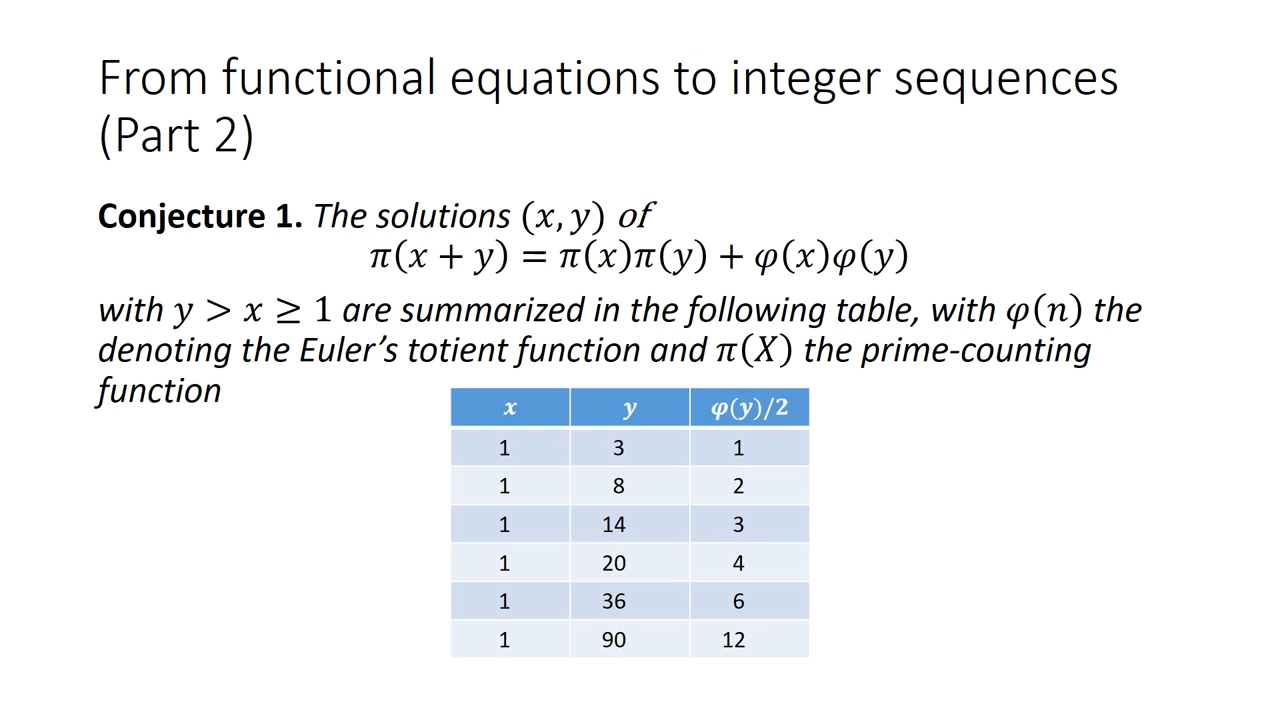 From functional equations to integer sequences
(Part 2)
Conjecture 1. The solutions (x, y) of
π(x + y) = π(x)π(y) + φ(x)φ(y)
with y > x ≥ 1 are summarized in the following table, with φ(n) the
denoting the Euler’s totient function and π(X) the prime-counting
function
x y φ(y)/2
1 3 1
1 8 2
1 14 3
1 20 4
1 36 6
1 90 12